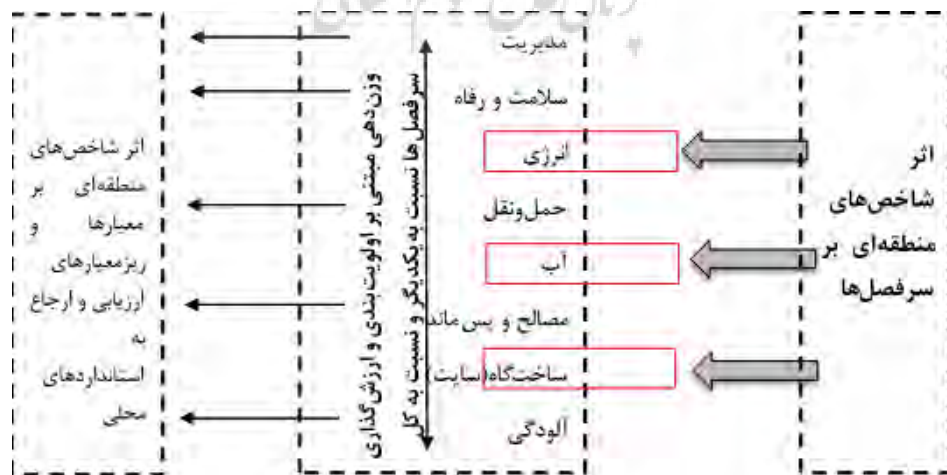 اثر
شاخص‌های
منطقه‌ای بر
سرفصل‌ها
مدیریت
سلامت و رفاه
انرژی
حمل‌ونقل
آب
مصالح و پس‌ماند
ساخت‌گاه(سایت)
آلودگی
سرفصل‌ها نسبت به یکدیگر و نسبت به کل
وزن‌دهی مبتنی بر اولویت‌بندی و ارزش‌گذاری
اثر شاخص‌های
منطقه‌ای بر
معیارها و
ریزمعیارهای
ارزیابی و ارجاع
به
استانداردهای
محلی